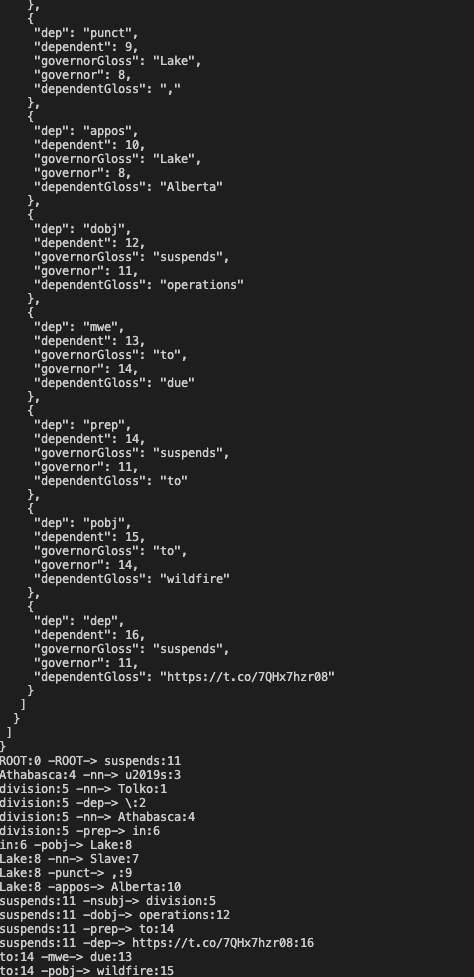 },
{
"dep": "punct",
"dependent": 9,
"governorGloss": "Lake",
"governor": 8,
"dependentGloss": ","
},
{
"dep": "appos",
"dependent": 10,
"governorGloss": "Lake",
"governor": 8,
"dependentGloss": "Alberta"
},
{
"dep": "dobj",
"dependent": 12,
"governorGloss": "suspends",
"governor": 11,
"dependentGloss": "operations"
},
{
"dep": "mwe",
"dependent": 13,
"governorGloss": "to",
"governor": 14,
"dependentGloss": "due"
},
{
"dep": "prep",
"dependent": 14,
"governorGloss": "suspends",
"governor": 11,
"dependentGloss": "to"
},
{
"dep": "pobj",
"dependent": 15,
"governorGloss": "to",
"governor": 14,
"dependentGloss": "wildfire"
},
{
"dep": "dep",
"dependent": 16,
"governorGloss": "suspends",
"governor": 11,
"dependentGloss": "https://t.co/7QHx7hzr08"
}
]
}
]
}
ROOT:0 -ROOT-> suspends:11
Athabasca:4 -nn-> u2019s:3
division:5 -nn-> Tolko:1
division:5 -dep-> \:2
division:5 -nn-> Athabasca:4
division:5 -prep-> in:6
in:6 -pobj-> Lake:8
Lake:8 -nn-> Slave:7
Lake:8 -punct-> ,:9
Lake:8 -appos-> Alberta:10
suspends:11 -nsubj-> division:5
suspends:11 -dobj-> operations:12
suspends:11 -prep-> to:14
suspends:11 -dep-> https://t.co/7QHx7hzr08:16
to:14 -mwe-> due:13
to:14 -pobj-> wildfire:15